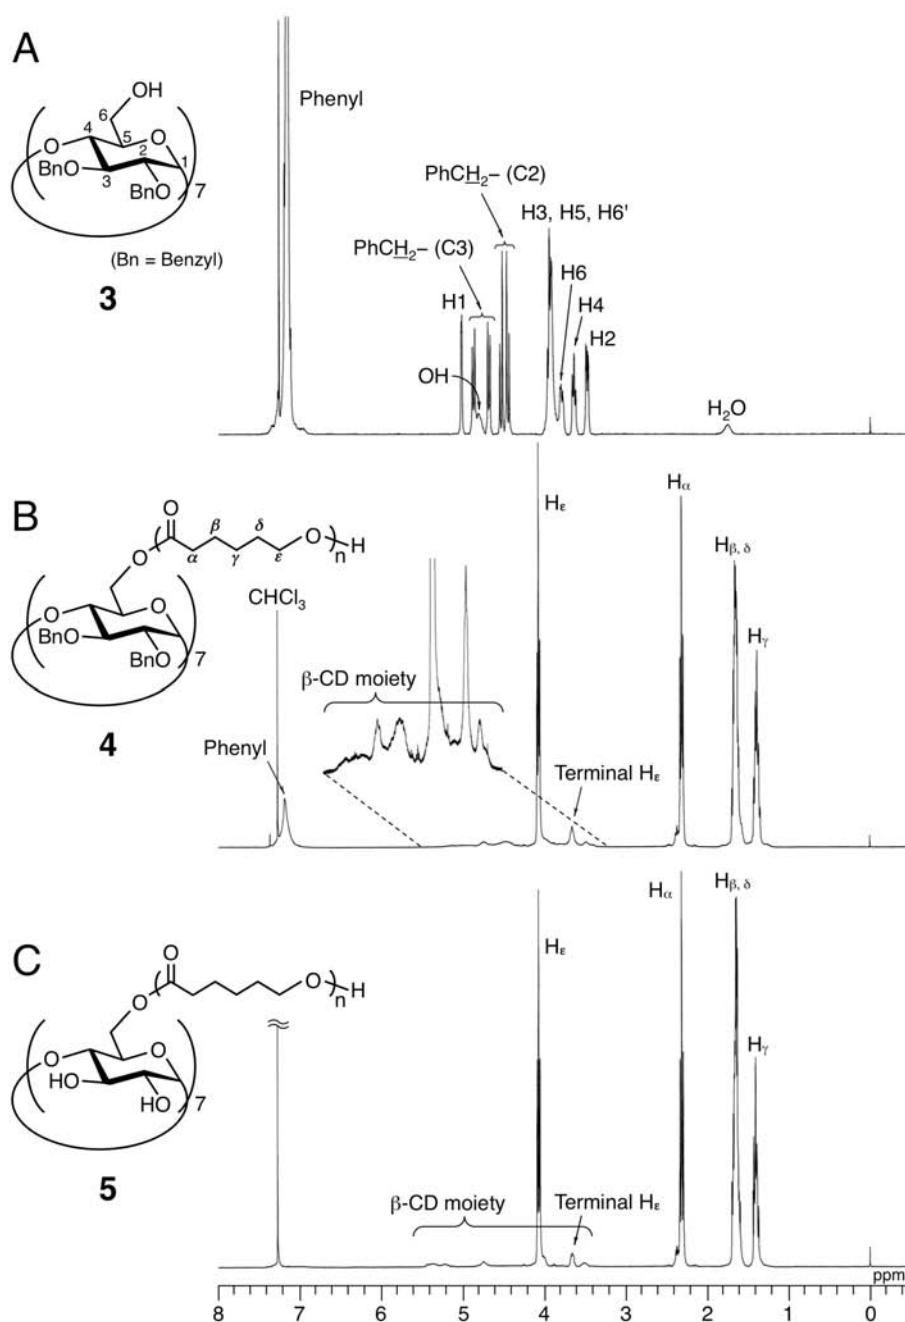 A
OH
6
4
5
O
O
2
1
BnO
3
BnO
7
(Bn = Benzyl)
3
Phenyl
PhCH₂– (C2)
PhCH₂– (C3)
H1
OH
H3, H5, H6'
H6
H4
H2
H₂O
B
O
β
δ
O
O
α
γ
ε
n
H
O
O
BnO
BnO
7
4
CHCl₃
Phenyl
β-CD moiety
Hε
Terminal Hε
Hα
Hβ, δ
Hγ
C
O
O
O
n
H
O
O
HO
HO
7
5
β-CD moiety
Hε
Terminal Hε
Hα
Hβ, δ
Hγ
ppm
8 7 6 5 4 3 2 1 0